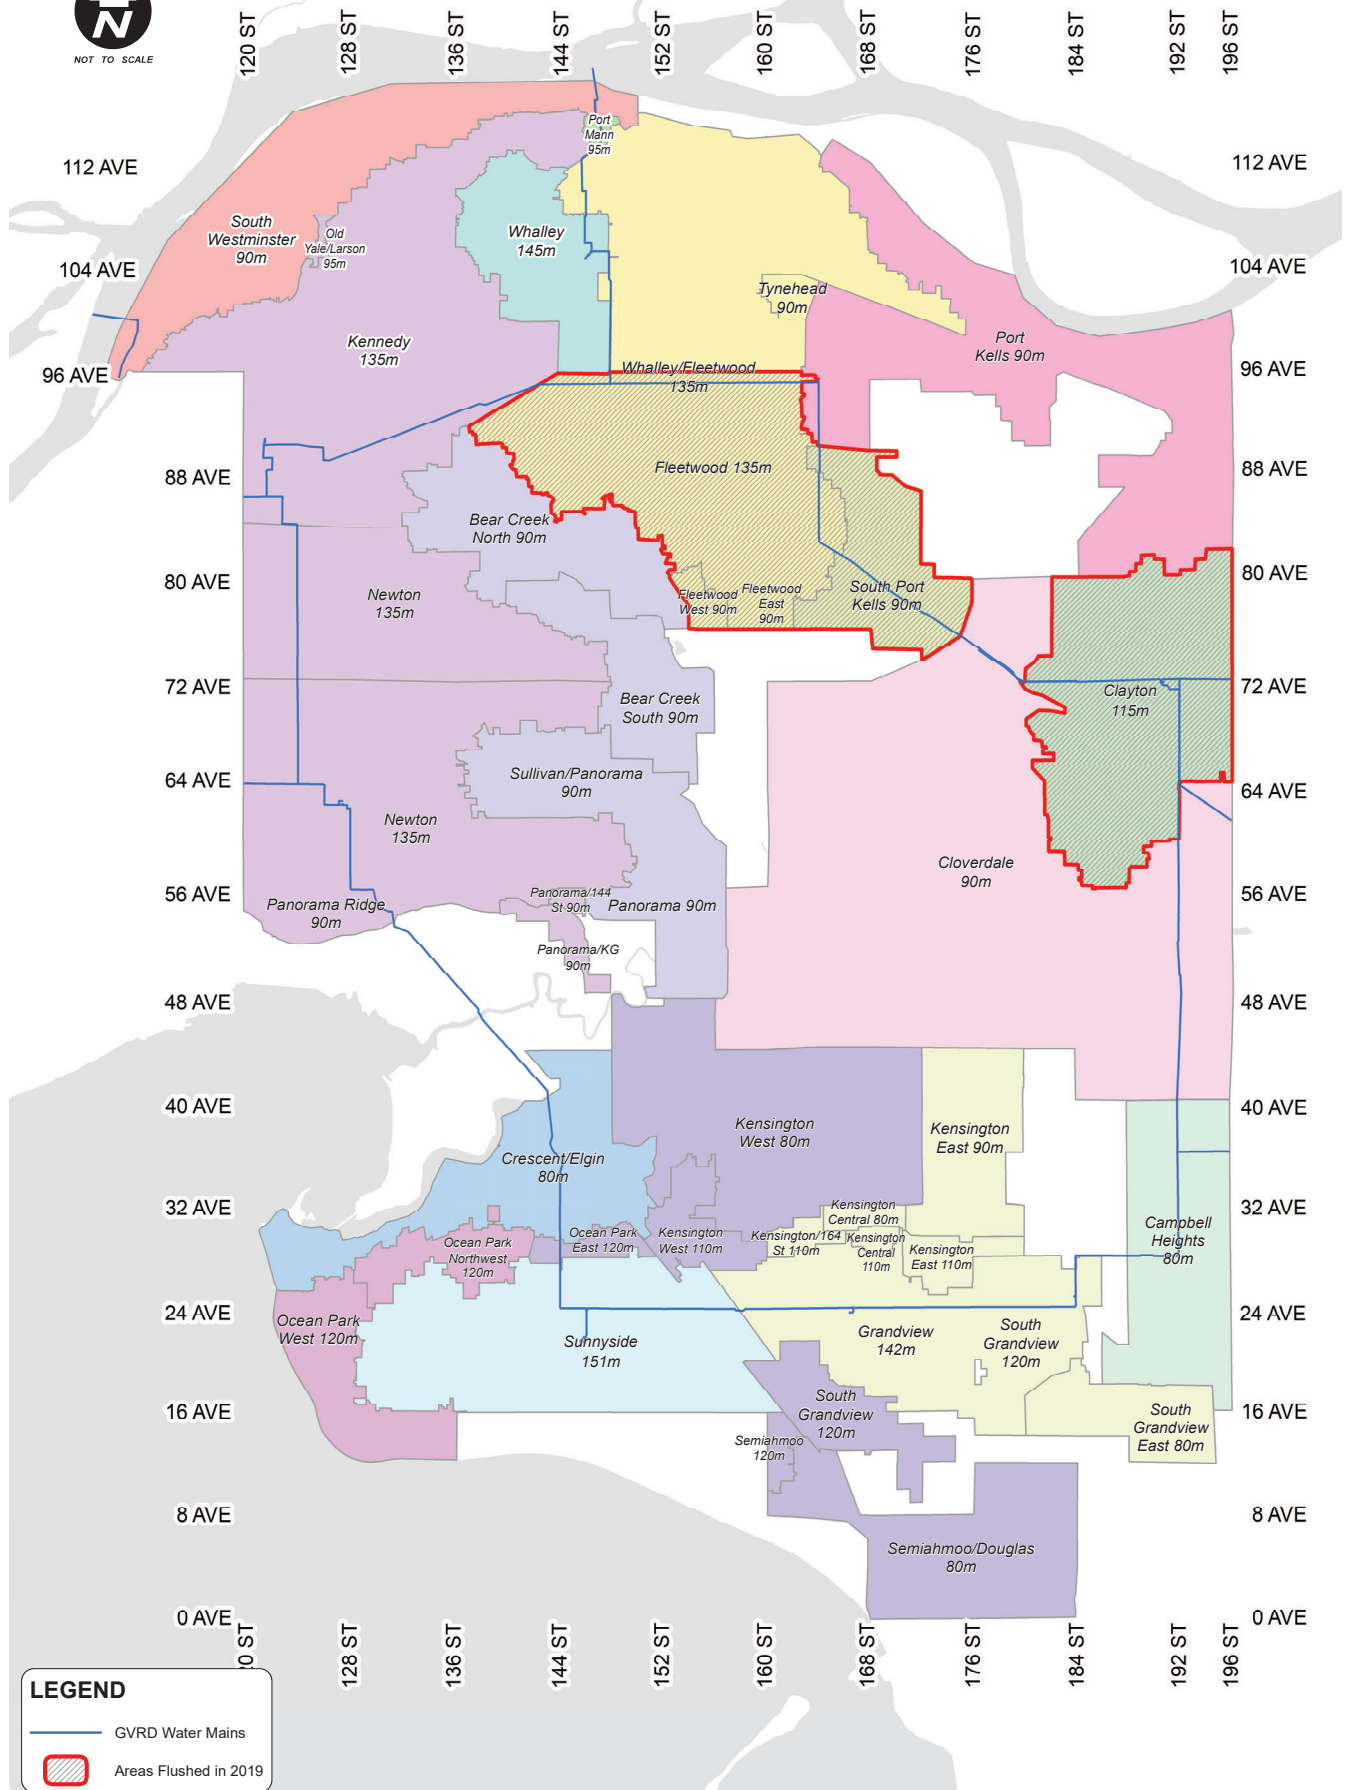 N
NOT TO SCALE
120 ST
128 ST
136 ST
144 ST
152 ST
160 ST
168 ST
176 ST
184 ST
192 ST
196 ST
112 AVE
104 AVE
96 AVE
88 AVE
80 AVE
72 AVE
64 AVE
56 AVE
48 AVE
40 AVE
32 AVE
24 AVE
16 AVE
8 AVE
0 AVE
112 AVE
104 AVE
96 AVE
88 AVE
80 AVE
72 AVE
64 AVE
56 AVE
48 AVE
40 AVE
32 AVE
24 AVE
16 AVE
8 AVE
0 AVE
Port
Mann
95m
South
Westminster
90m
Old
Yale/Larson
95m
Whalley
145m
Tynehead
90m
Kennedy
135m
Port
Kells 90m
Whalley/Fleetwood
135m
Fleetwood 135m
Bear Creek
North 90m
Newton
135m
Fleetwood
West 90m
Fleetwood
East
90m
South Port
Kells 90m
Bear Creek
South 90m
Clayton
115m
Sullivan/Panorama
90m
Newton
135m
Cloverdale
90m
Panorama Ridge
90m
Panorama/144
St 90m
Panorama 90m
Panorama/KG
90m
Kensington
West 80m
Kensington
East 90m
Crescent/Elgin
80m
Kensington
Central 80m
Ocean Park
Northwest
120m
Ocean Park
East 120m
Kensington
West 110m
Kensington/164
St 110m
Kensington
Central
110m
Kensington
East 110m
Campbell
Heights
80m
Ocean Park
West 120m
Sunnyside
151m
Grandview
142m
South
Grandview
120m
South
Grandview
120m
South
Grandview
East 80m
Semiahmoo
120m
Semiahmoo/Douglas
80m
20 ST
128 ST
136 ST
144 ST
152 ST
160 ST
168 ST
176 ST
184 ST
192 ST
196 ST
LEGEND
GVRD Water Mains
Areas Flushed in 2019